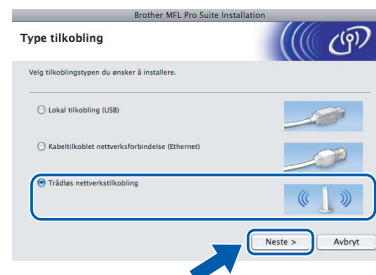 Brother MFL Pro Suite Installation
Type tilkobling
Velg tilkoblingstypen du ønsker å installere.
Lokal tilkobling (USB)
Kabeltilkoblet nettverksforbindelse (Ethernet)
Trådløs nettverkstilkobling
Neste >
Avbryt